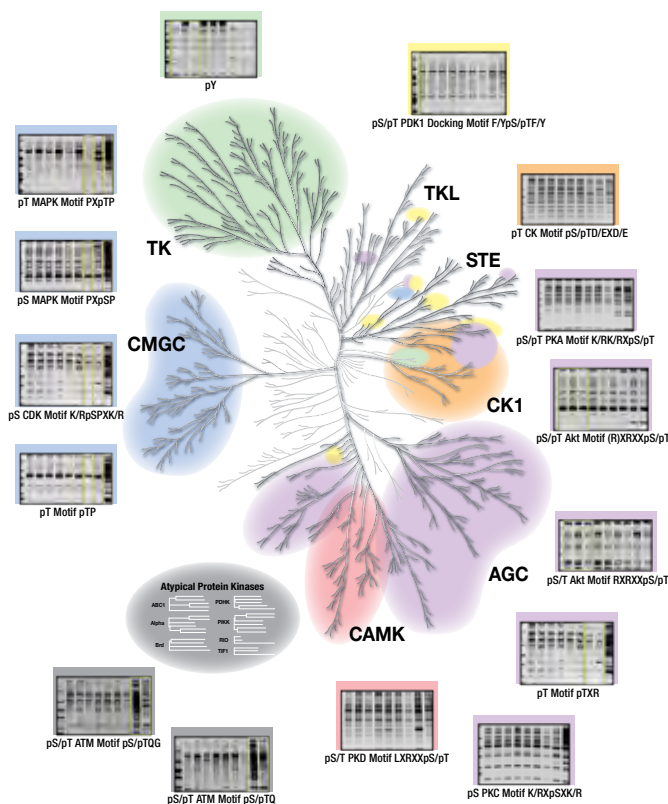 pY
pS/pT PDK1 Docking Motif F/YpS/pTF/Y
pT MAPK Motif PXpTP
TKL
TK
pT CK Motif pS/pTD/EXD/E
STE
pS MAPK Motif PXpSP
CMGC
pS/pT PKA Motif K/RK/RXpS/pT
pS CDK Motif K/RpSPXK/R
CK1
pS/pT Akt Motif (R)XRXXpS/pT
pT Motif pTP
AGC
pS/T Akt Motif RXRXXpS/pT
Atypical Protein Kinases
ABC1
PDHK
Alpha
PIKK
Brd
RIO
TIF1
CAMK
pT Motif pTXR
pS/pT ATM Motif pS/pTQG
pS/T PKD Motif LXRXXpS/pT
pS/pT ATM Motif pS/pTQ
pS PKC Motif K/RXpSXK/R